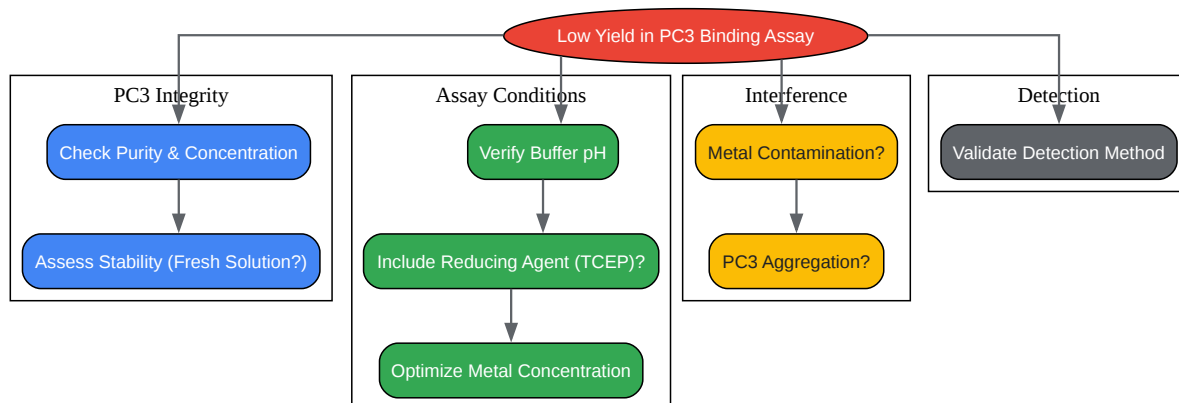 Low Yield in PC3 Binding Assay
PC3 Integrity
Check Purity & Concentration
Assess Stability (Fresh Solution?)
Assay Conditions
Verify Buffer pH
Include Reducing Agent (TCEP)?
Optimize Metal Concentration
Interference
Metal Contamination?
PC3 Aggregation?
Detection
Validate Detection Method